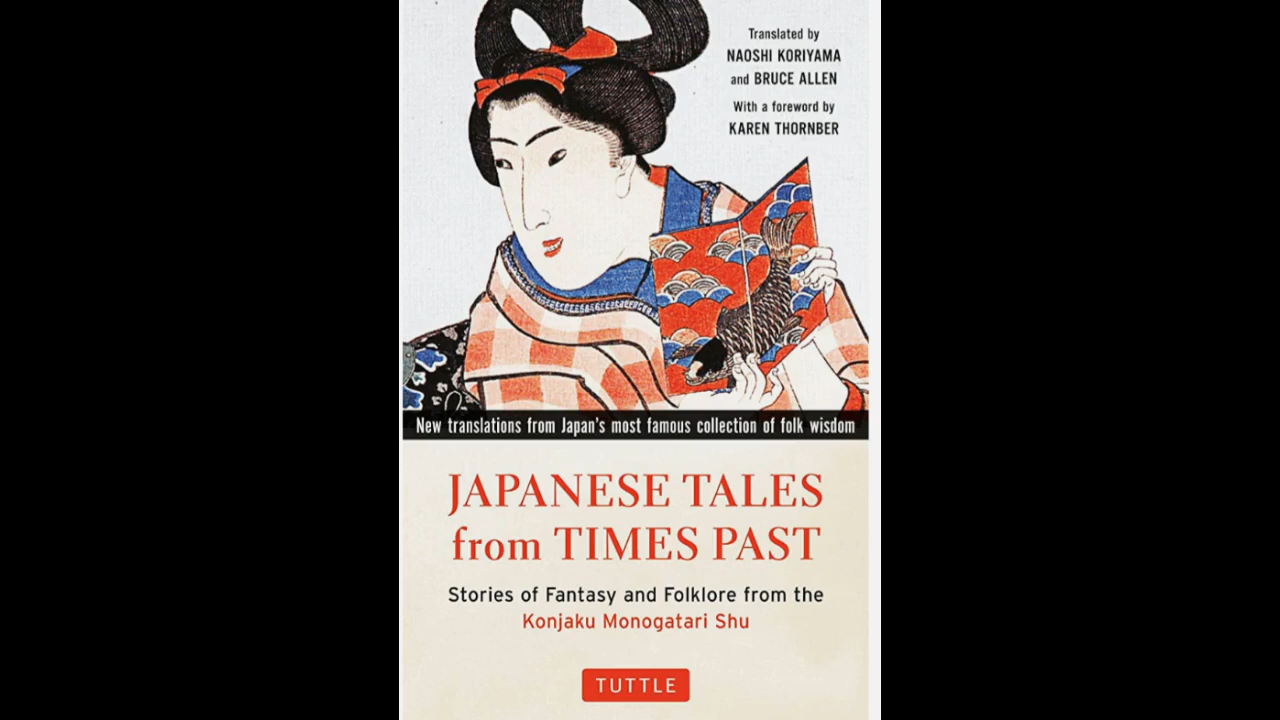 Translated by
NAOSHI KORIYAMA
and BRUCE ALLEN
With a foreword by
KAREN THORNBER
New translations from Japan's most famous collection of folk wisdom
JAPANESE TALES
from TIMES PAST
Stories of Fantasy and Folklore from the
Konjaku Monogatari Shu
TUTTLE